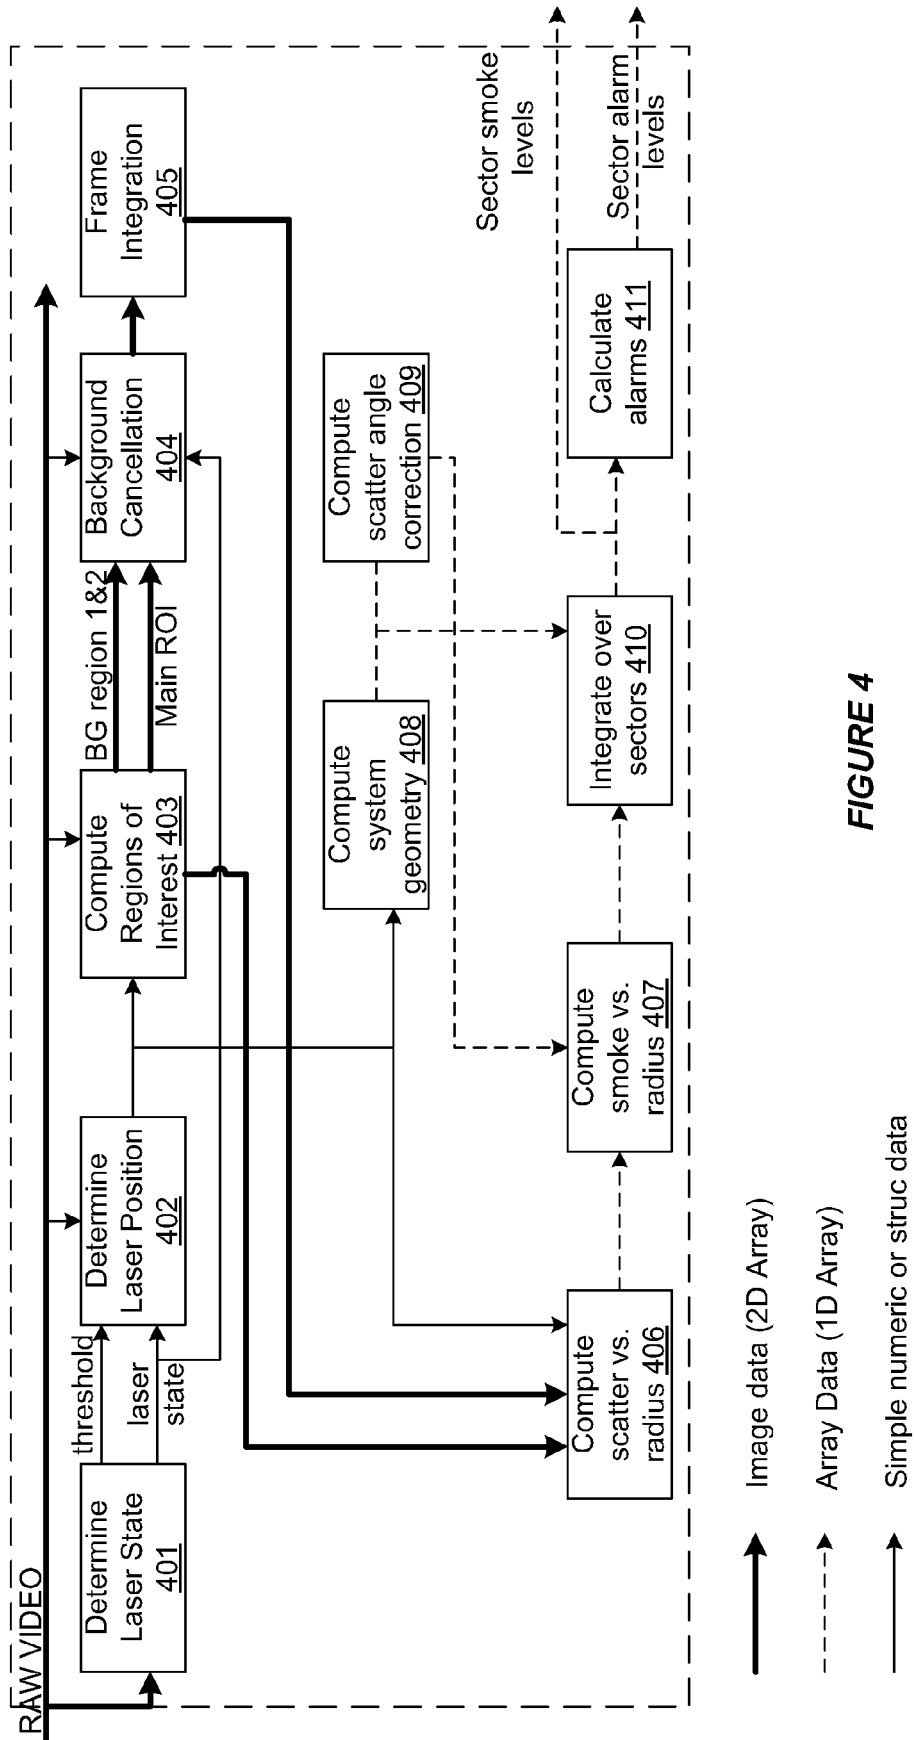 RAW VIDEO
Determine
Laser State
401
threshold
laser
state
Determine
Laser Position
402
Compute
Regions of
Interest 403
BG region 1&2
Main ROI
Background
Cancellation
404
Frame
Integration
405
Compute
system
geometry 408
Compute
scatter angle
correction 409
Compute
scatter vs.
radius 406
Compute
smoke vs.
radius 407
Integrate over
sectors 410
Calculate
alarms 411
Sector smoke
levels
Sector alarm
levels
Image data (2D Array)
Array Data (1D Array)
Simple numeric or struc data
FIGURE 4